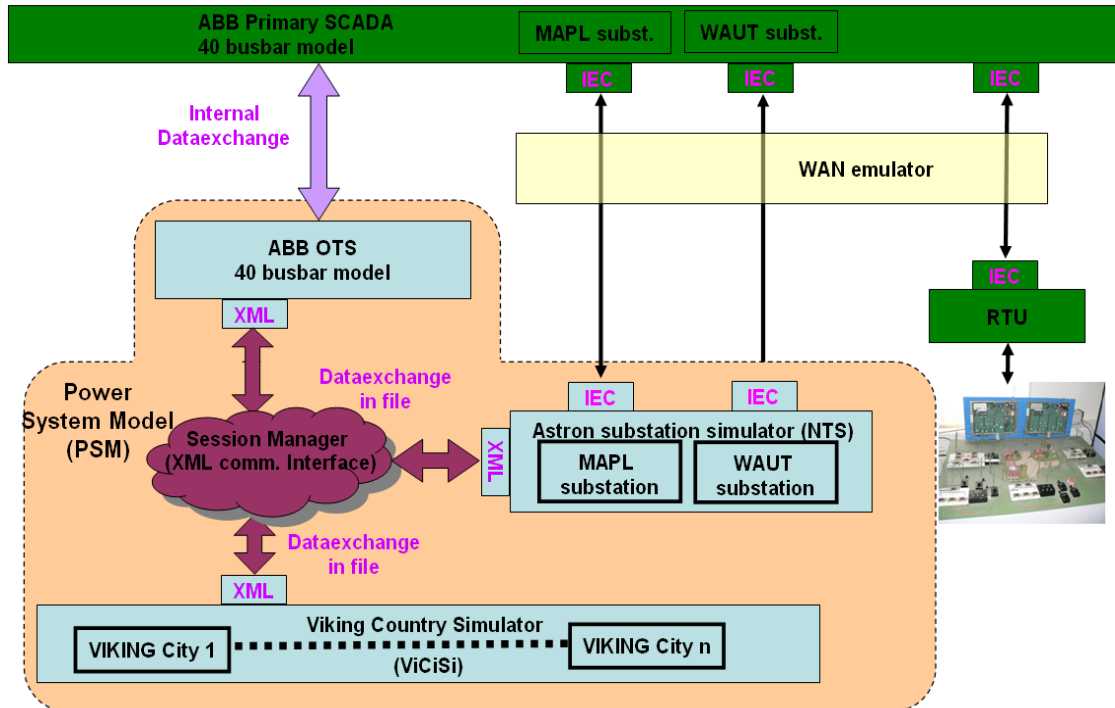 ABB Primary SCADA
40 busbar model
MAPL subst.
WAUT subst.
IEC
IEC
IEC
Internal
Dataexchange
WAN emulator
ABB OTS
40 busbar model
XML
IEC
RTU
Power
System Model
(PSM)
Dataexchange
in file
Session Manager
(XML comm. Interface)
IEC
IEC
XML
Astron substation simulator (NTS)
MAPL
substation
WAUT
substation
Dataexchange
in file
XML
Viking Country Simulator
(ViCiSi)
VIKING City 1
VIKING City n